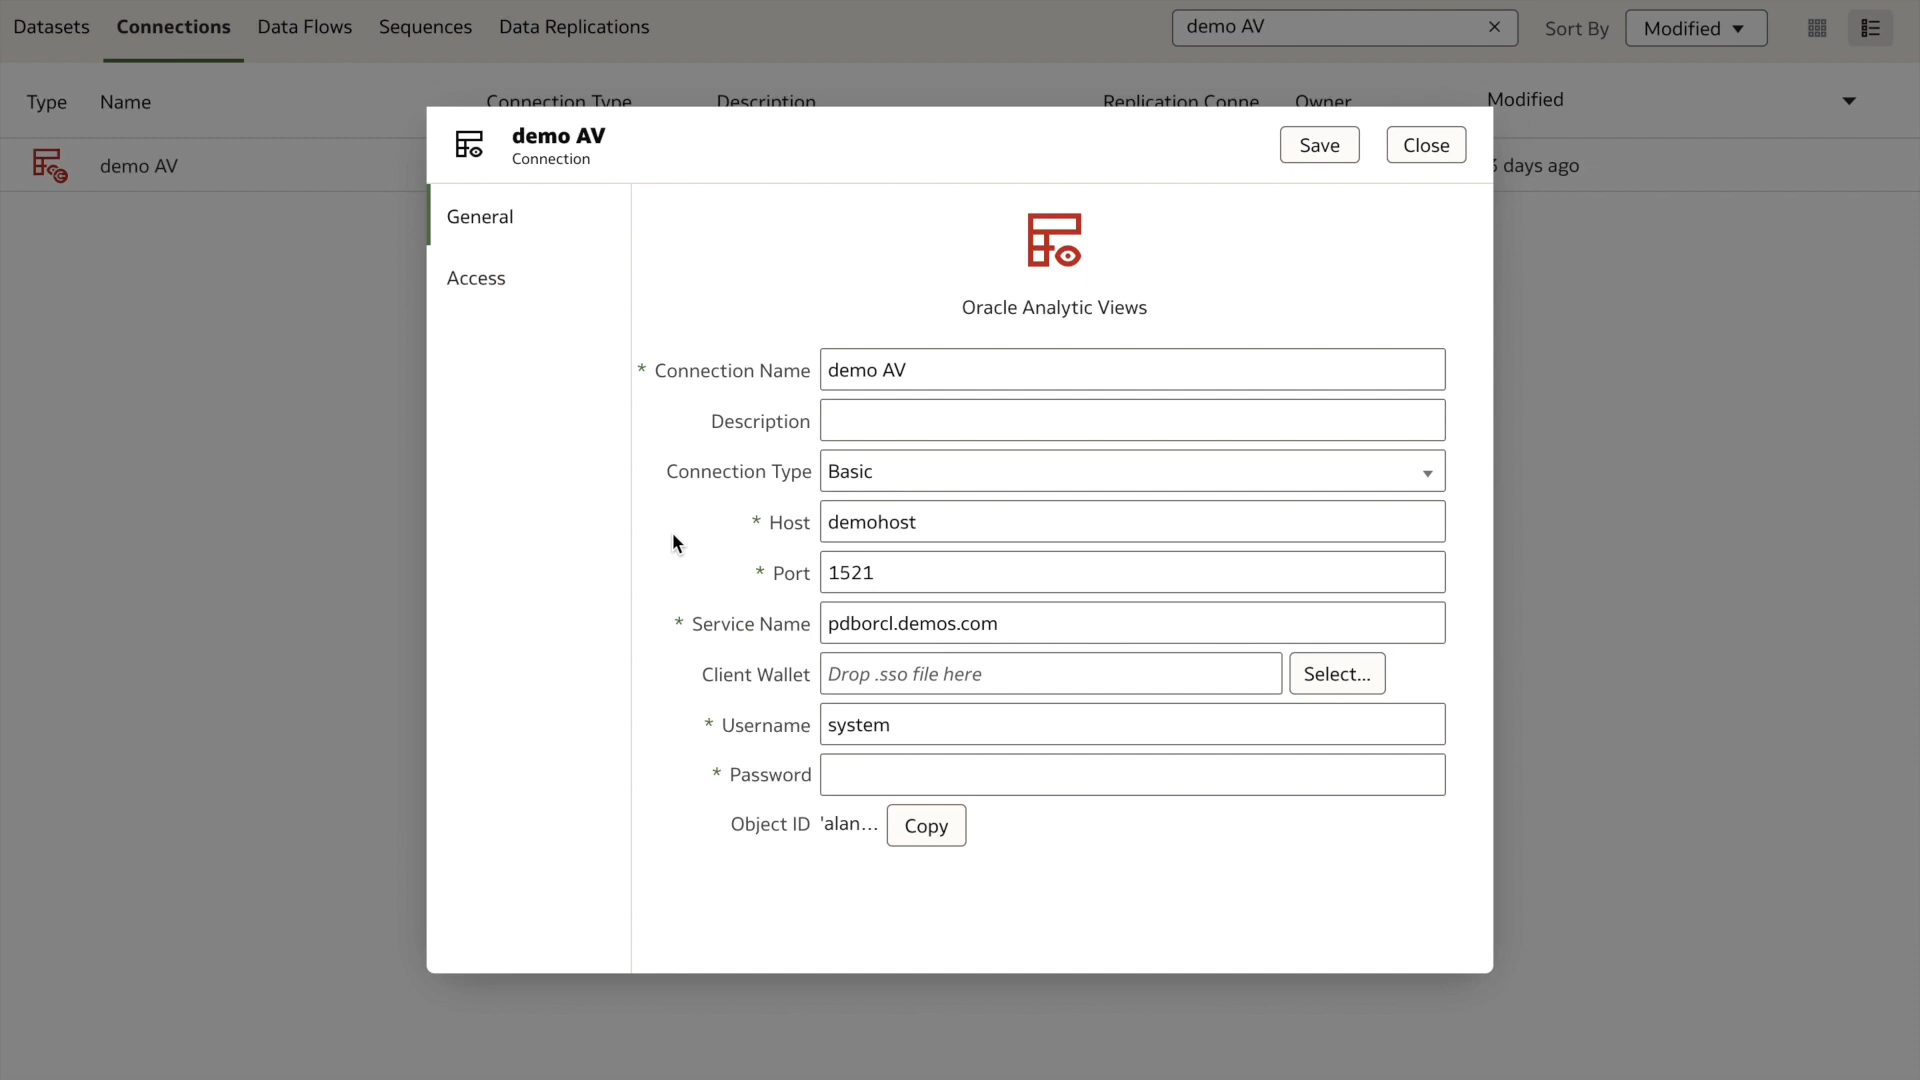 Datasets Connections Data Flows Sequences Data Replications demo AV Sort By Modified
Type Name Connection Type Description Replication Conne Owner Modified
demo AV days ago
demo AV
Connection
Save Close
General
Access
Oracle Analytic Views
* Connection Name demo AV
Description
Connection Type Basic
* Host demohost
* Port 1521
* Service Name pdborcl.demos.com
Client Wallet Drop .sso file here Select...
* Username system
* Password
Object ID 'alan... Copy